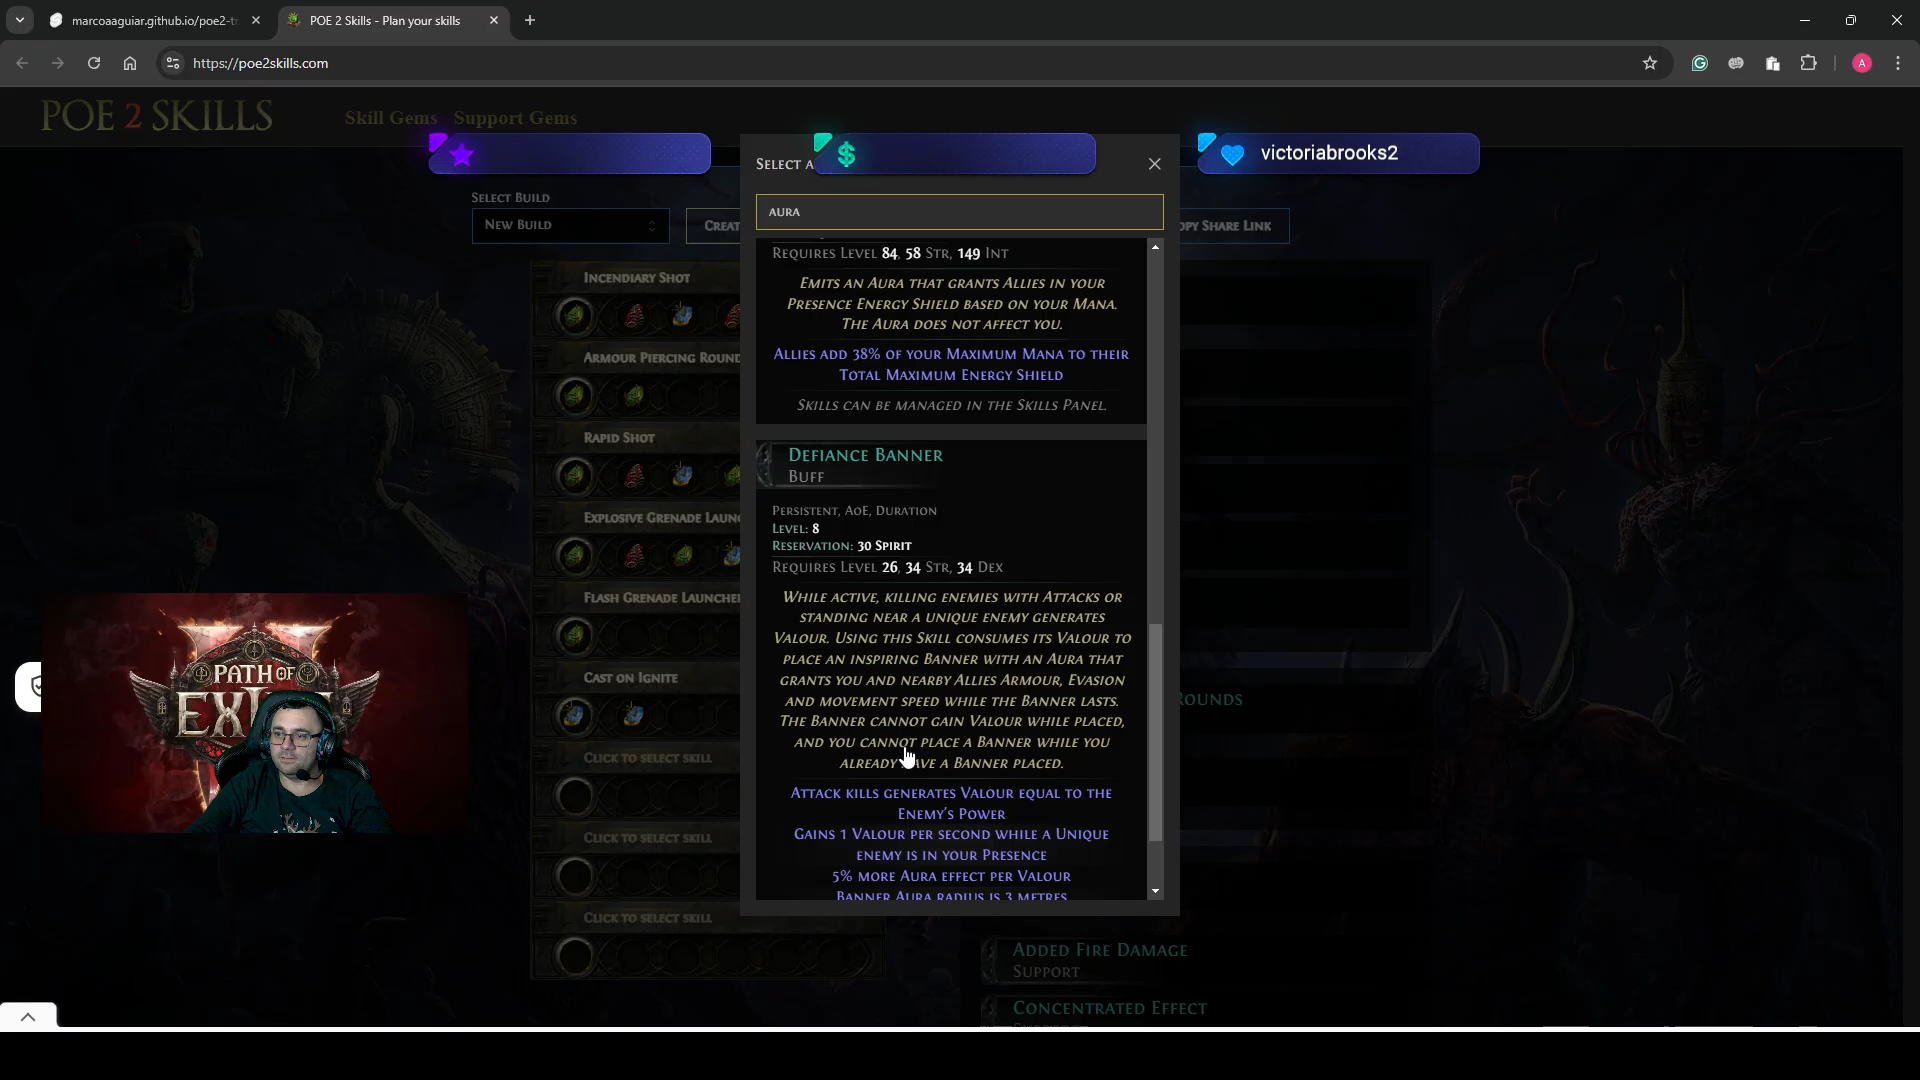 marcoaaguiar.github.io/poe2-tr
POE 2 Skills - Plan your skills
https://poe2skills.com
POE 2 SKILLS
Skill Gems
Support Gems
victoriabrooks2
SELECT BUILD
NEW BUILD
CREAT
OPY SHARE LINK
SELECT A
AURA
INCENDIARY SHOT
ARMOUR PIERCING ROUND
RAPID SHOT
EXPLOSIVE GRENADE LAUN
FLASH GRENADE LAUNCHE
CAST ON IGNITE
CLICK TO SELECT SKILL
CLICK TO SELECT SKILL
CLICK TO SELECT SKILL
REQUIRES LEVEL 84, 58 STR, 149 INT
EMITS AN AURA THAT GRANTS ALLIES IN YOUR
PRESENCE ENERGY SHIELD BASED ON YOUR MANA.
THE AURA DOES NOT AFFECT YOU.
ALLIES ADD 38% OF YOUR MAXIMUM MANA TO THEIR
TOTAL MAXIMUM ENERGY SHIELD
SKILLS CAN BE MANAGED IN THE SKILLS PANEL.
DEFIANCE BANNER
BUFF
PERSISTENT, AOE, DURATION
LEVEL: 8
RESERVATION: 30 SPIRIT
REQUIRES LEVEL 26, 34 STR, 34 DEX
WHILE ACTIVE, KILLING ENEMIES WITH ATTACKS OR
STANDING NEAR A UNIQUE ENEMY GENERATES
VALOUR. USING THIS SKILL CONSUMES ITS VALOUR TO
PLACE AN INSPIRING BANNER WITH AN AURA THAT
GRANTS YOU AND NEARBY ALLIES ARMOUR, EVASION
AND MOVEMENT SPEED WHILE THE BANNER LASTS.
THE BANNER CANNOT GAIN VALOUR WHILE PLACED,
AND YOU CANNOT PLACE A BANNER WHILE YOU
ALREADY HAVE A BANNER PLACED.
ATTACK KILLS GENERATES VALOUR EQUAL TO THE
ENEMY'S POWER
GAINS 1 VALOUR PER SECOND WHILE A UNIQUE
ENEMY IS IN YOUR PRESENCE
5% MORE AURA EFFECT PER VALOUR
BANNER AURA RADIUS IS 3 METRES
ROUNDS
ADDED FIRE DAMAGE
SUPPORT
CONCENTRATED EFFECT
PATH OF
EXILE